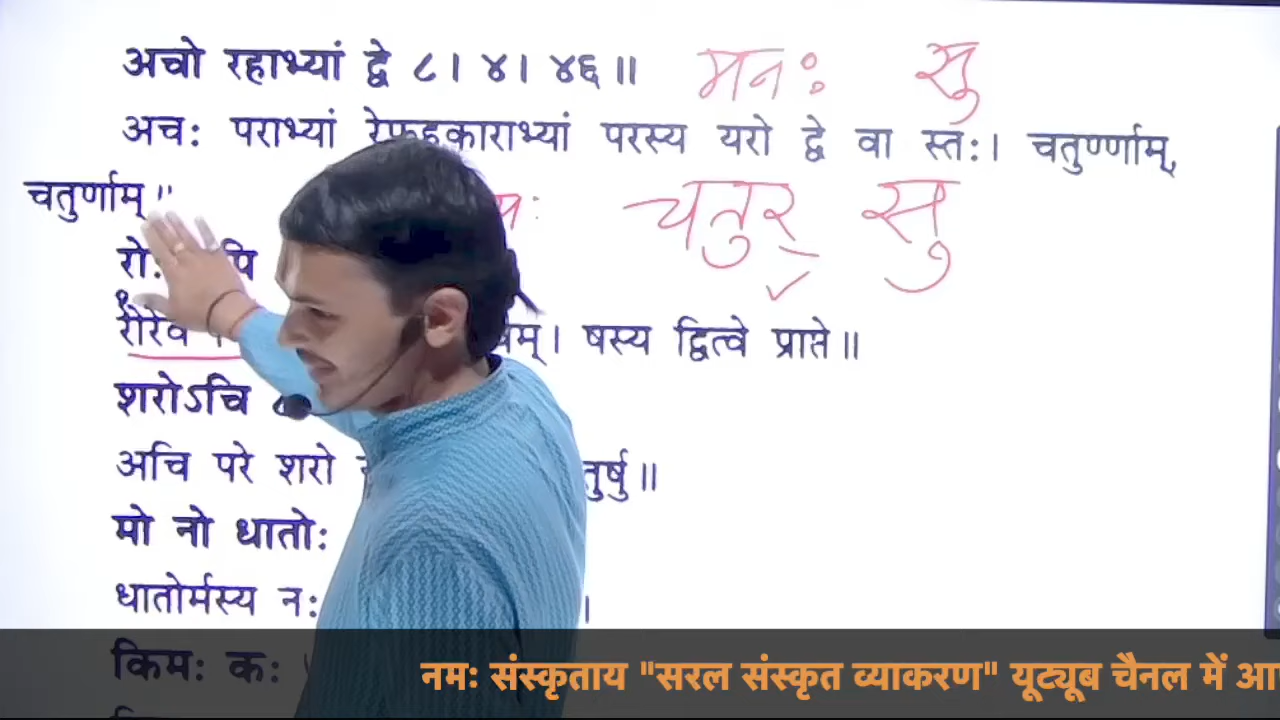 अचो रहाभ्यां द्वे ८। ४। ४६॥ मनः सु
अचः पराभ्यां रेफहकाराभ्यां परस्य यरो द्वे वा स्तः। चतुर्ण्णाम्,
चतुर्णाम्॥ चतुर् सु
रोः
रोरेव षस्य द्वित्वे प्राप्ते॥
शरोऽचि
अचि परे शरो
मो नो धातोः
धातोर्मस्य नः
किमः कः
नमः संस्कृताय "सरल संस्कृत व्याकरण" यूट्यूब चैनल में आ